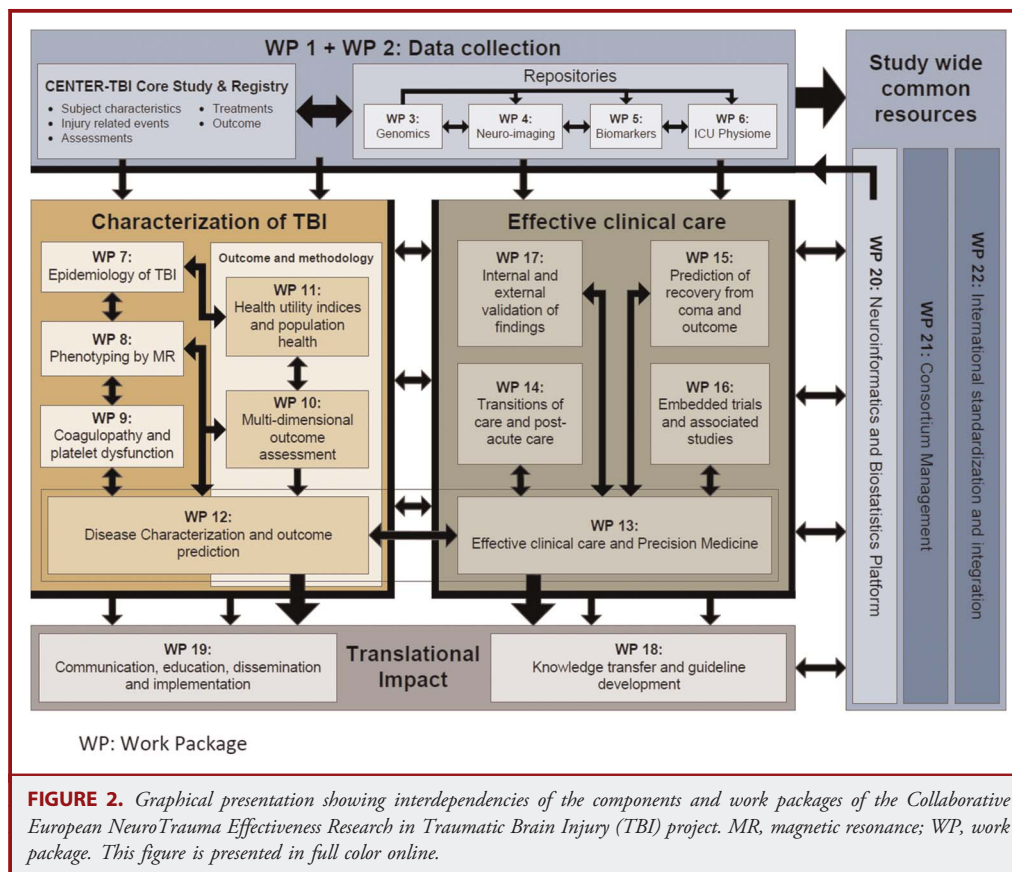 WP 1 + WP 2: Data collection
CENTER-TBI Core Study & Registry
• Subject characteristics
• Injury related events
• Assessments
• Treatments
• Outcome
Repositories
WP 3:
Genomics
WP 4:
Neuro-imaging
WP 5:
Biomarkers
WP 6:
ICU Physiome
Study wide
common
resources
Characterization of TBI
WP 7:
Epidemiology of TBI
WP 8:
Phenotyping by MR
WP 9:
Coagulopathy and
platelet dysfunction
Outcome and methodology
WP 11:
Health utility indices
and population
health
WP 10:
Multi-dimensional
outcome
assessment
WP 12:
Disease Characterization and outcome
prediction
Effective clinical care
WP 17:
Internal and
external
validation of
findings
WP 15:
Prediction of
recovery from
coma and
outcome
WP 14:
Transitions of
care and post-
acute care
WP 16:
Embedded trials
and associated
studies
WP 13:
Effective clinical care and Precision Medicine
WP 20: Neuroinformatics and Biostatistics Platform
WP 21: Consortium Management
WP 22: International standardization and integration
WP 19:
Communication, education, dissemination
and implementation
Translational
Impact
WP 18:
Knowledge transfer and guideline
development
WP: Work Package
FIGURE 2. Graphical presentation showing interdependencies of the components and work packages of the Collaborative
European NeuroTrauma Effectiveness Research in Traumatic Brain Injury (TBI) project. MR, magnetic resonance; WP, work
package. This figure is presented in full color online.